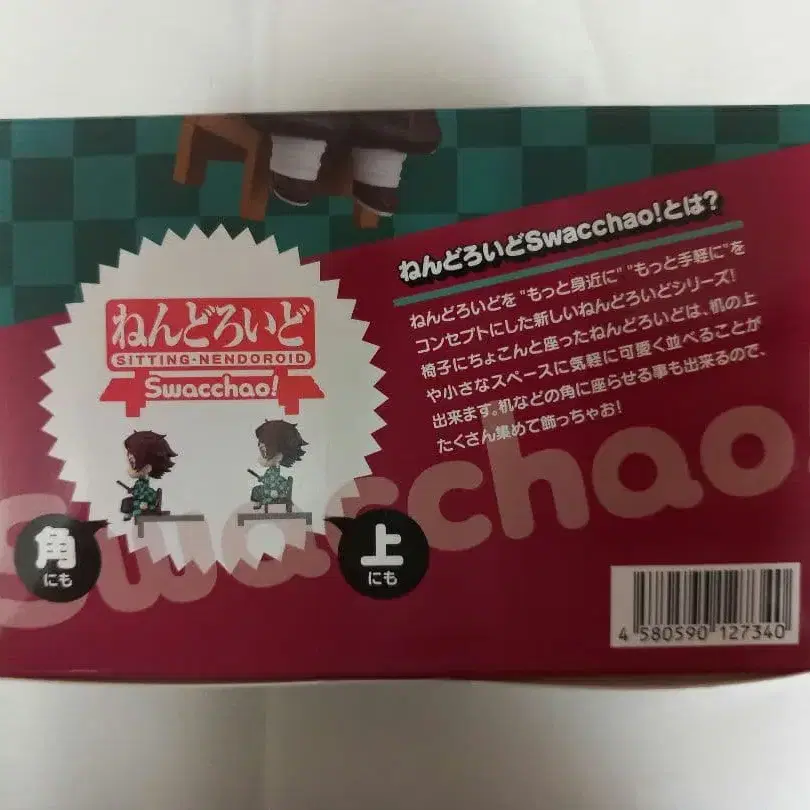 ねんどろいど
SITTING・NENDOROID
Swacchao!
角
にも
上
にも
ねんどろいどSwacchao!とは?
ねんどろいどを "もっと身近に" "もっと手軽に"を
コンセプトにした新しいねんどろいどシリーズ!
椅子にちょこんと座ったねんどろいどは、机の上
や小さなスペースに気軽に可愛く並べることが
出来ます。机などの角に座らせる事も出来るので、
たくさん集めて飾っちゃお!
Swacchao
4 580590 127340